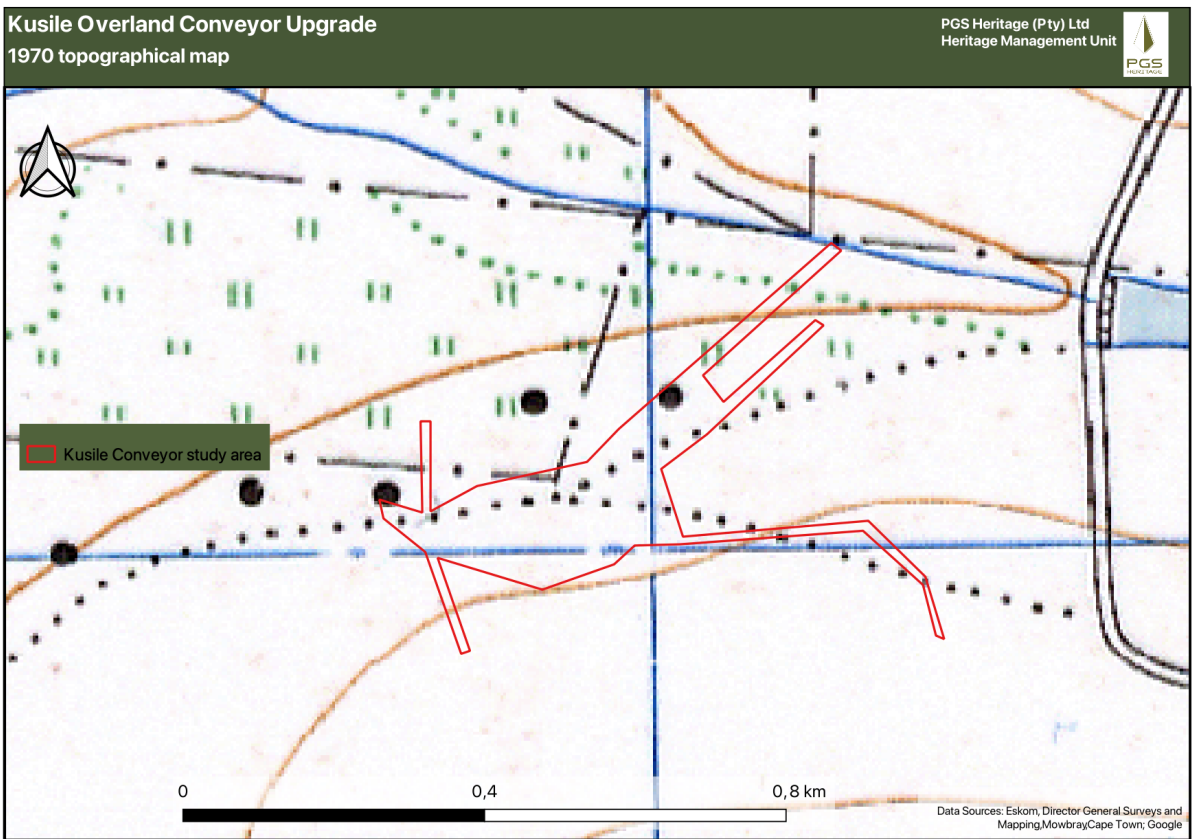 Kusile Overland Conveyor Upgrade
1970 topographical map
PGS Heritage (Pty) Ltd
Heritage Management Unit
PGS
HERITAGE
Kusile Conveyor study area
0
0,4
0,8 km
Data Sources: Eskom, Director General Surveys and
Mapping,Mowbray,Cape Town; Google